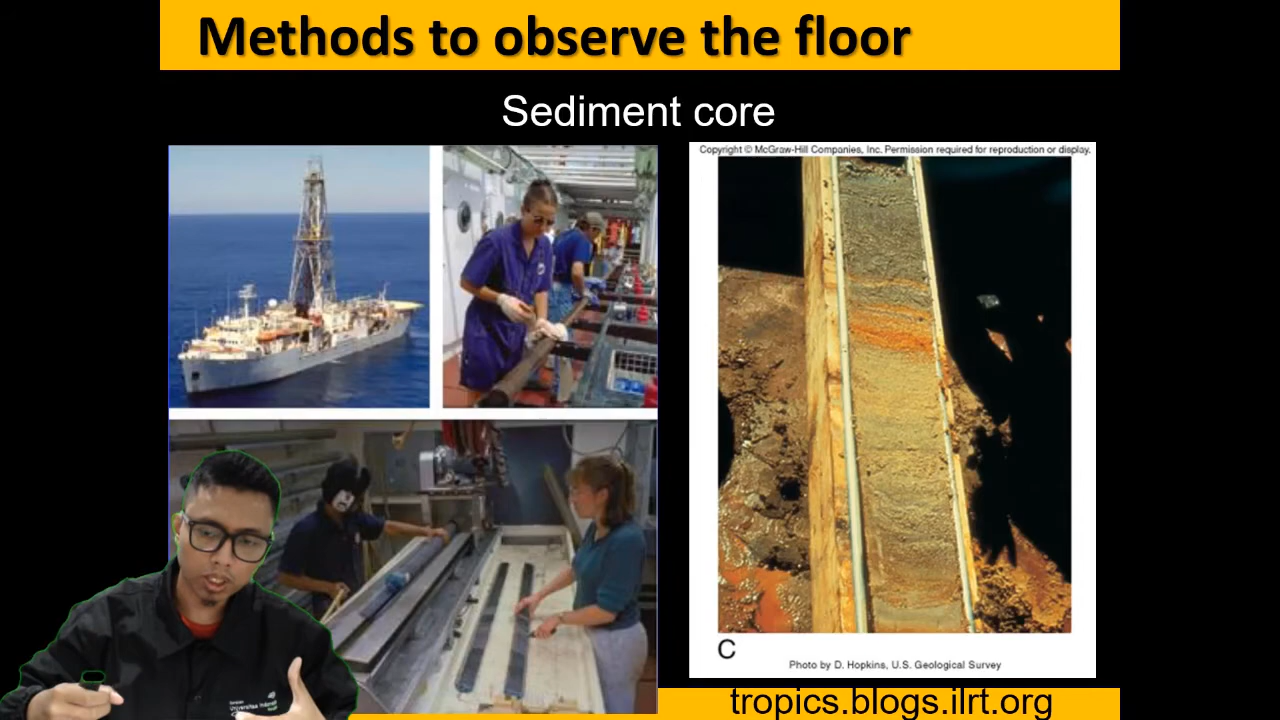 Methods to observe the floor
Sediment core
Copyright © McGraw-Hill Companies, Inc. Permission required for reproduction or display.
C
Photo by D. Hopkins, U.S. Geological Survey
tropics.blogs.ilrt.org